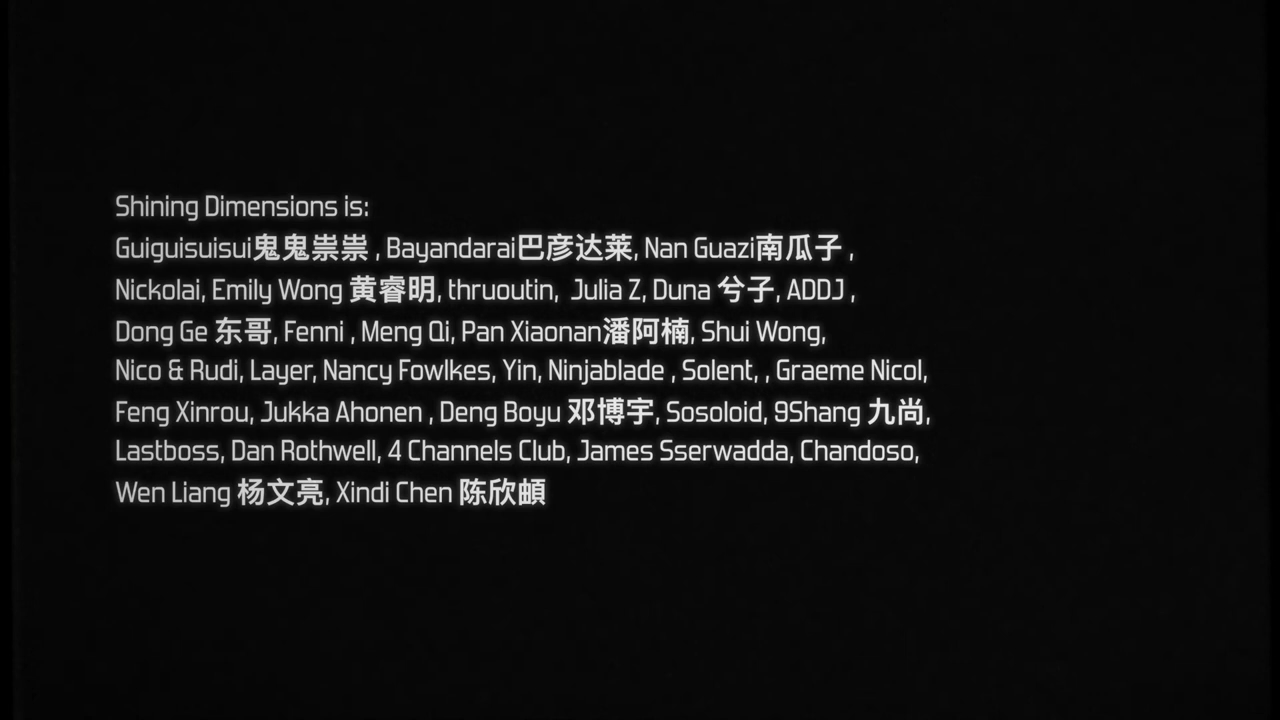 Shining Dimensions is:
Guiguisuisui鬼鬼祟祟 , Bayandarai巴彦达莱, Nan Guazi南瓜子 ,
Nickolai, Emily Wong 黄睿明, thruoutin,  Julia Z, Duna 兮子, ADDJ ,
Dong Ge 东哥, Fenni , Meng Qi, Pan Xiaonan潘阿楠, Shui Wong,
Nico & Rudi, Layer, Nancy Fowlkes, Yin, Ninjablade , Solent, , Graeme Nicol,
Feng Xinrou, Jukka Ahonen , Deng Boyu 邓博宇, Sosoloid, 9Shang 九尚,
Lastboss, Dan Rothwell, 4 Channels Club, James Sserwadda, Chandoso,
Wen Liang 杨文亮, Xindi Chen 陈欣頔